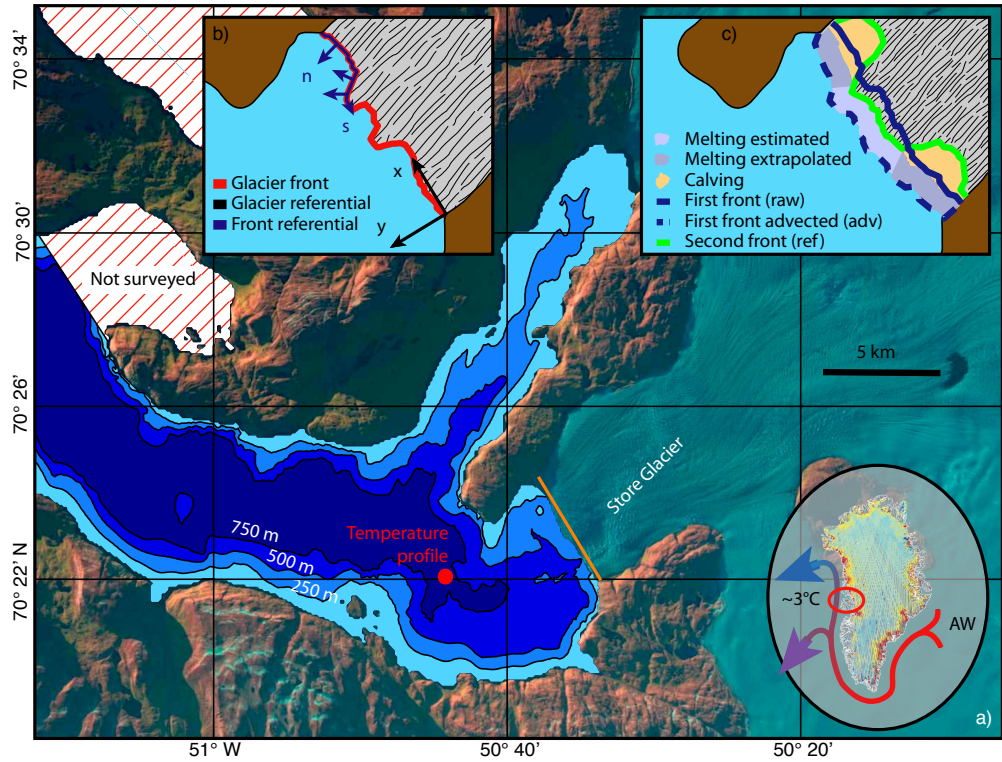 70° 34’
70° 30’
70° 26’
70° 22’ N
51° W
50° 40’
50° 20’
b)
n
s
x
y
Glacier front
Glacier referential
Front referential
c)
Melting estimated
Melting extrapolated
Calving
First front (raw)
First front advected (adv)
Second front (ref)
Not surveyed
5 km
Store Glacier
Temperature
profile
750 m
500 m
250 m
~3°C
AW
a)